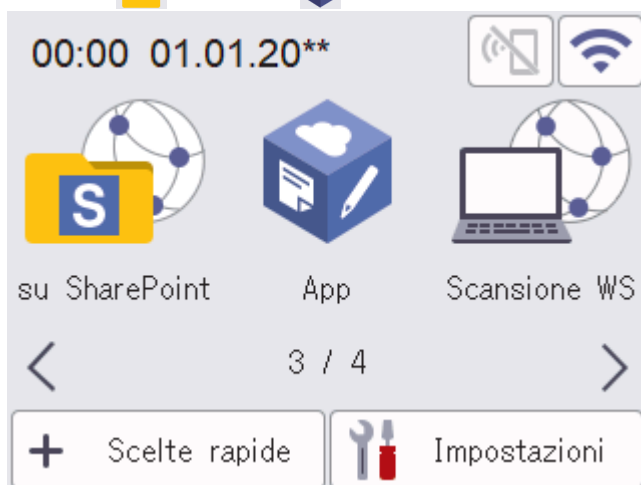 00:00 01.01.20**
S
su SharePoint App Scansione WS
3 / 4
+ Scelte rapide Impostazioni